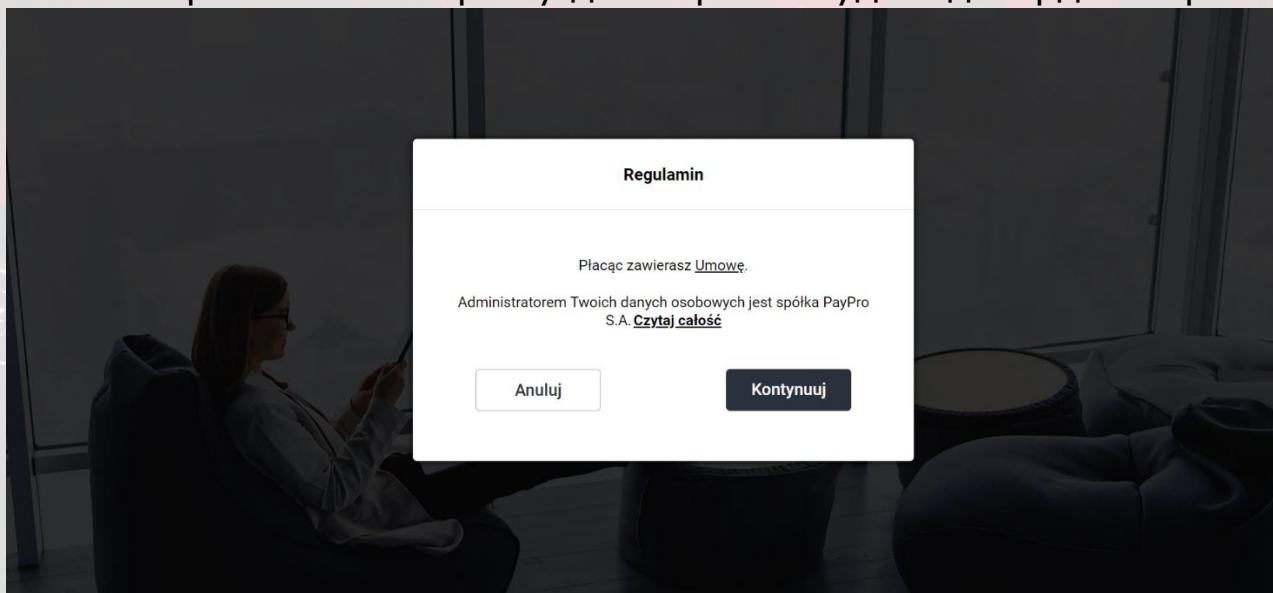 Regulamin
Płacąc zawierasz Umowę.
Administratorem Twoich danych osobowych jest spółka PayPro
S.A. Czytaj całość
Anuluj
Kontynuuj